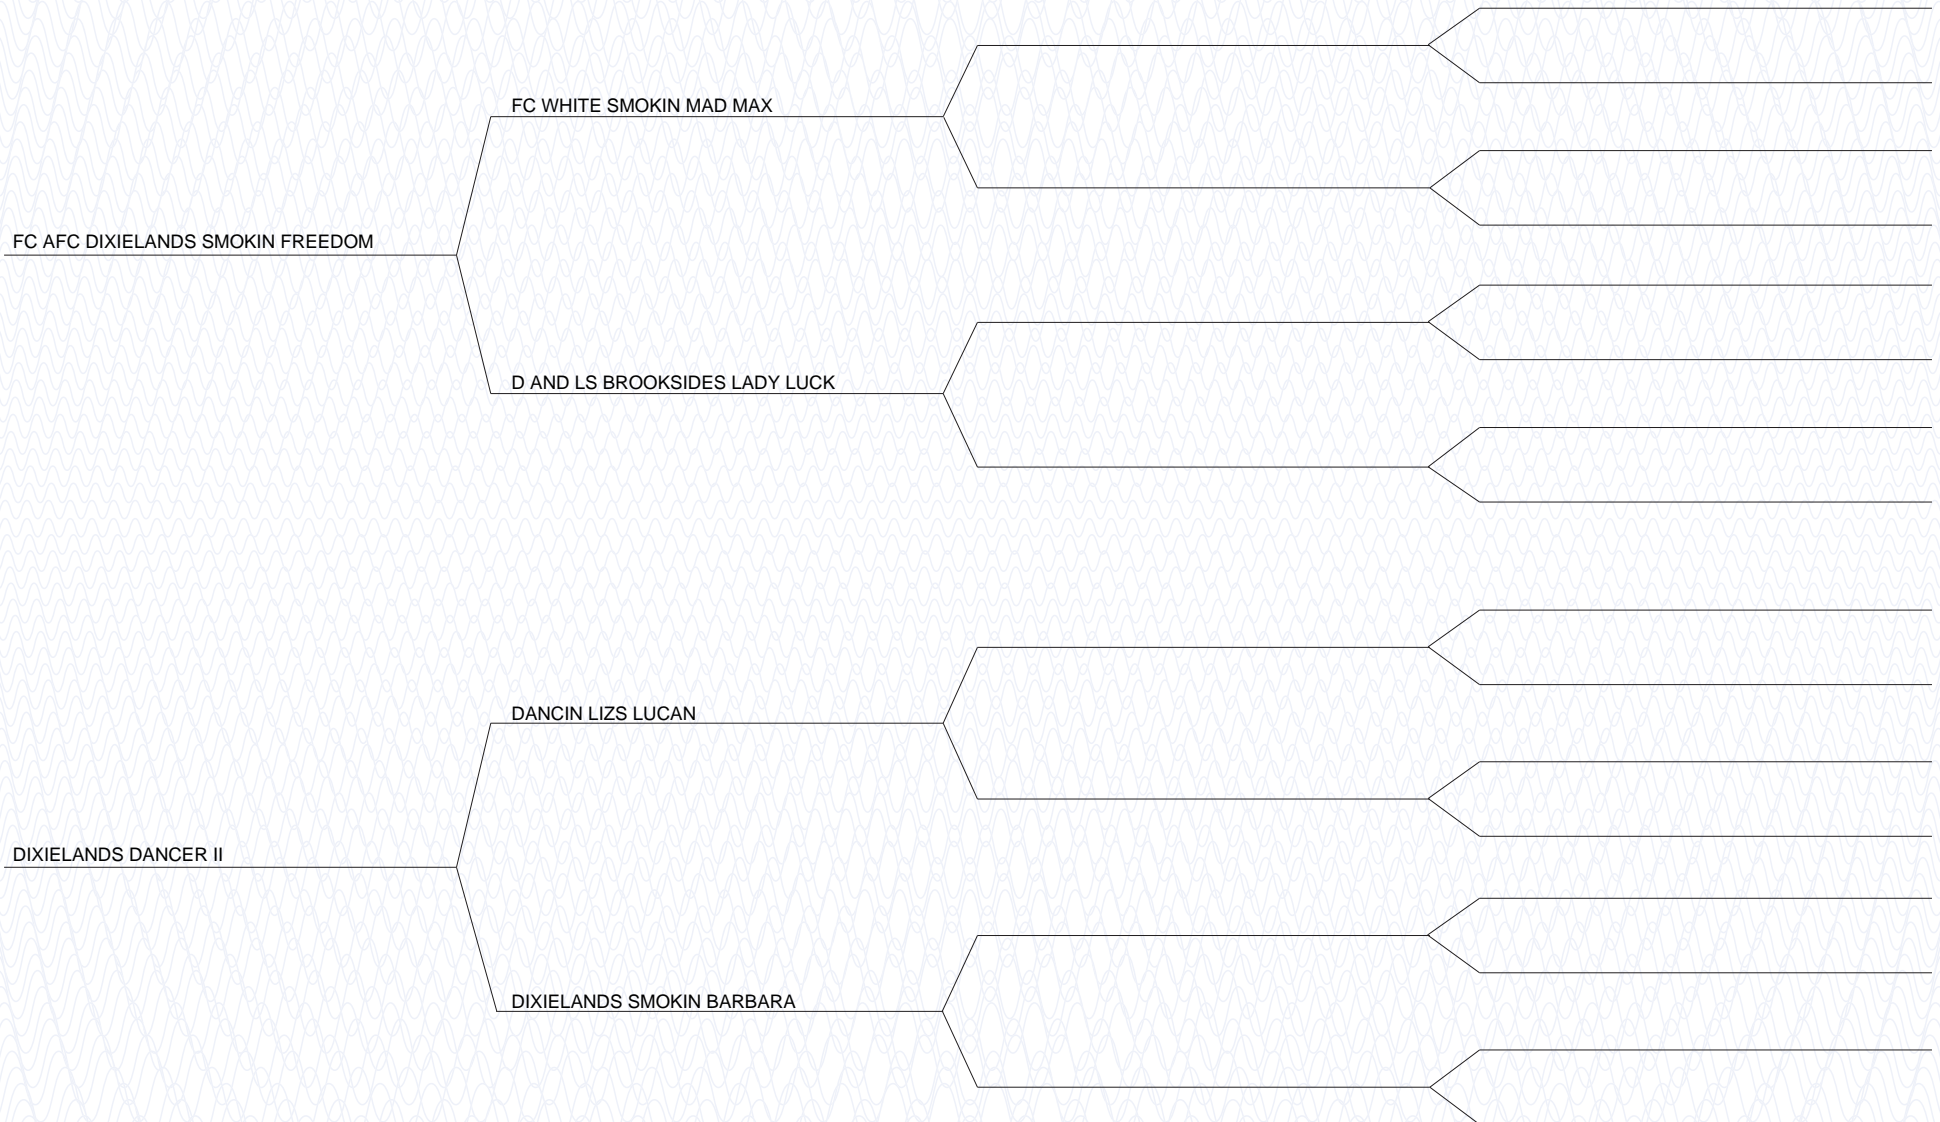 FC WHITE SMOKIN MAD MAX
FC AFC DIXIELANDS SMOKIN FREEDOM
D AND LS BROOKSIDES LADY LUCK
DANCIN LIZS LUCAN
DIXIELANDS DANCER II
DIXIELANDS SMOKIN BARBARA